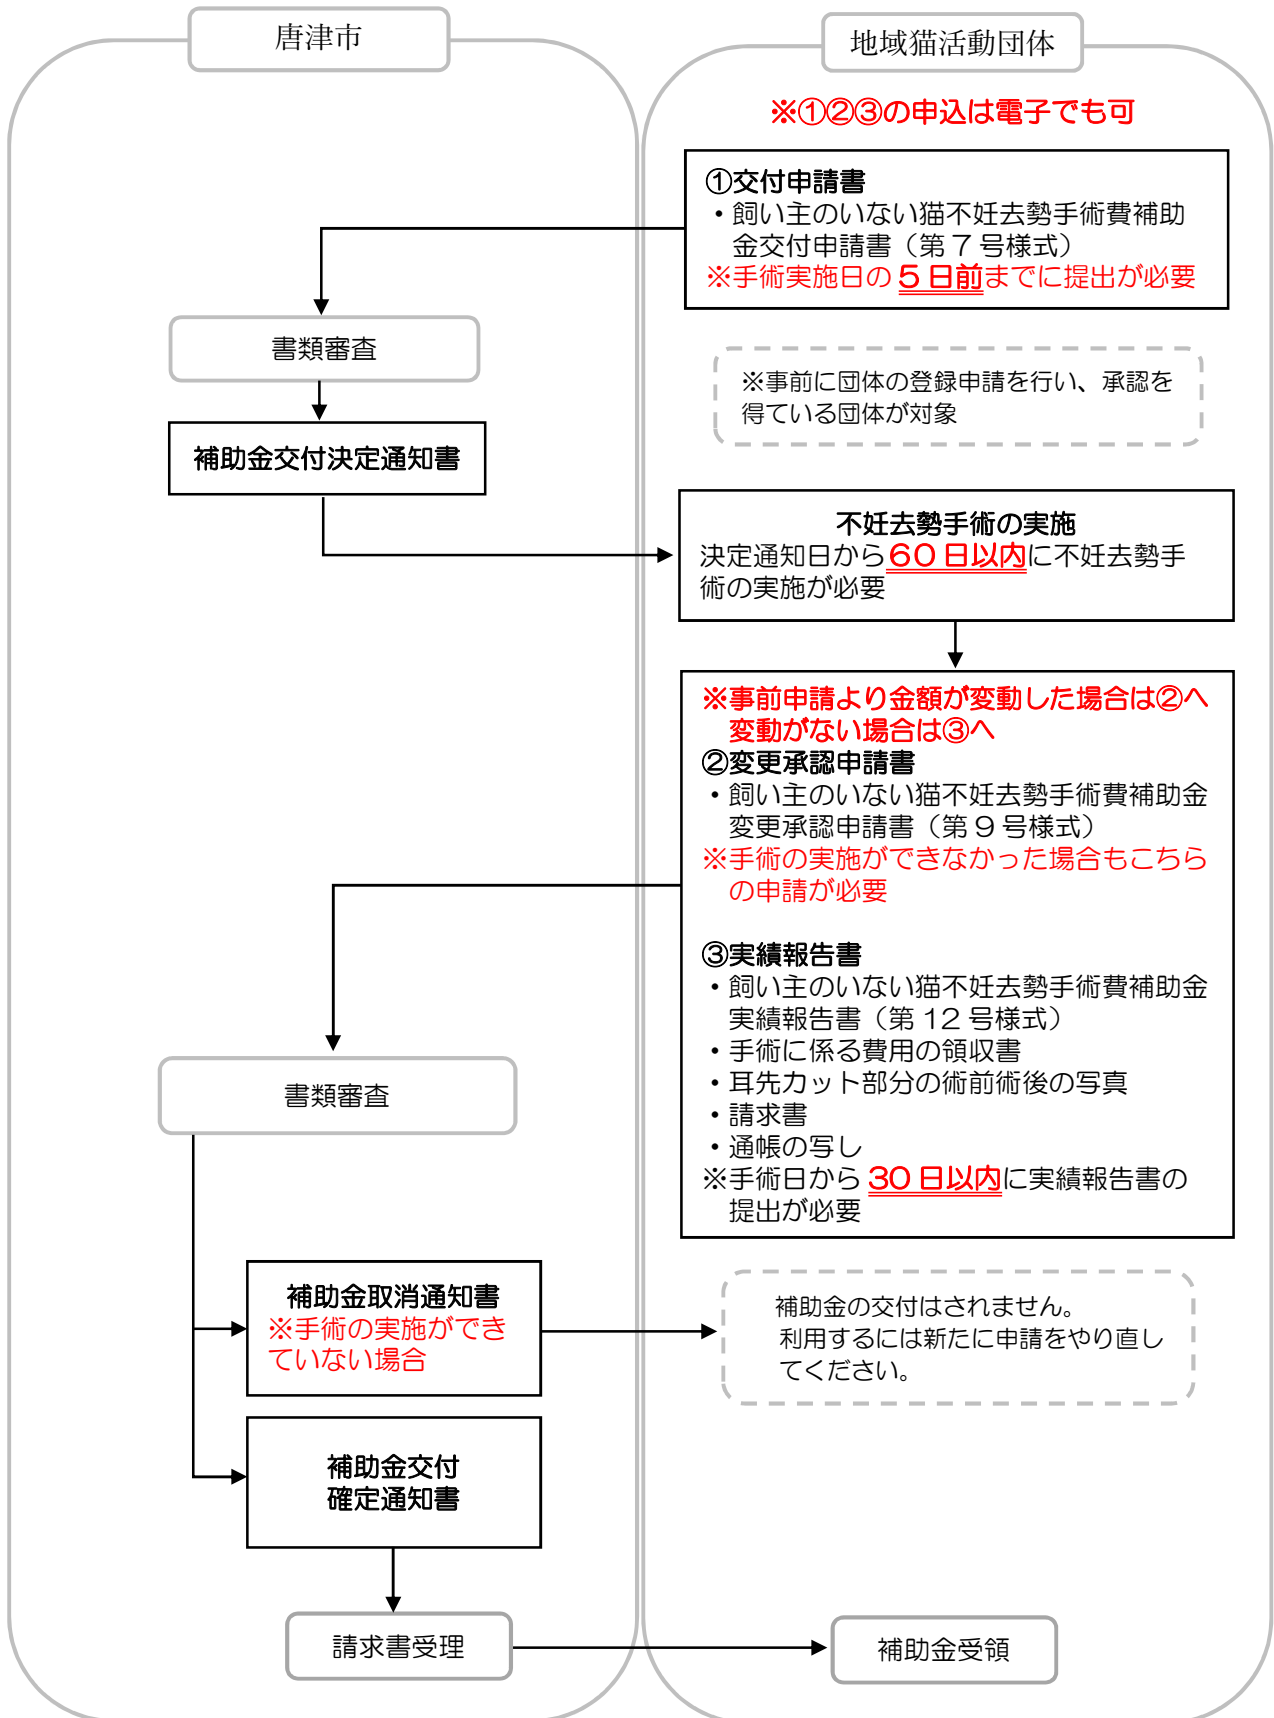 唐津市
地域猫活動団体
※①②③の申込は電子でも可
①交付申請書
・飼い主のいない猫不妊去勢手術費補助
金交付申請書（第７号様式）
※手術実施日の５日前までに提出が必要
書類審査
※事前に団体の登録申請を行い、承認を
得ている団体が対象
補助金交付決定通知書
不妊去勢手術の実施
決定通知日から60日以内に不妊去勢手
術の実施が必要
※事前申請より金額が変動した場合は②へ
変動がない場合は③へ
②変更承認申請書
・飼い主のいない猫不妊去勢手術費補助金
変更承認申請書（第９号様式）
※手術の実施ができなかった場合もこちら
の申請が必要
③実績報告書
・飼い主のいない猫不妊去勢手術費補助金
実績報告書（第12号様式）
・手術に係る費用の領収書
・耳先カット部分の術前術後の写真
・請求書
・通帳の写し
※手術日から30日以内に実績報告書の
提出が必要
書類審査
補助金取消通知書
※手術の実施ができ
ていない場合
補助金の交付はされません。
利用するには新たに申請をやり直し
てください。
補助金交付
確定通知書
請求書受理
補助金受領